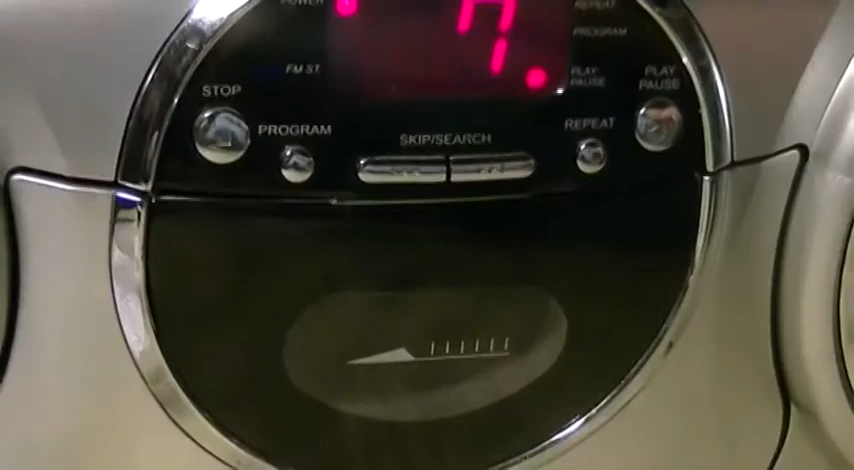 POWER
REPEAT
PROGRAM
FM ST.
PLAY
PAUSE
STOP
PLAY
PAUSE
PROGRAM
SKIP/SEARCH
REPEAT